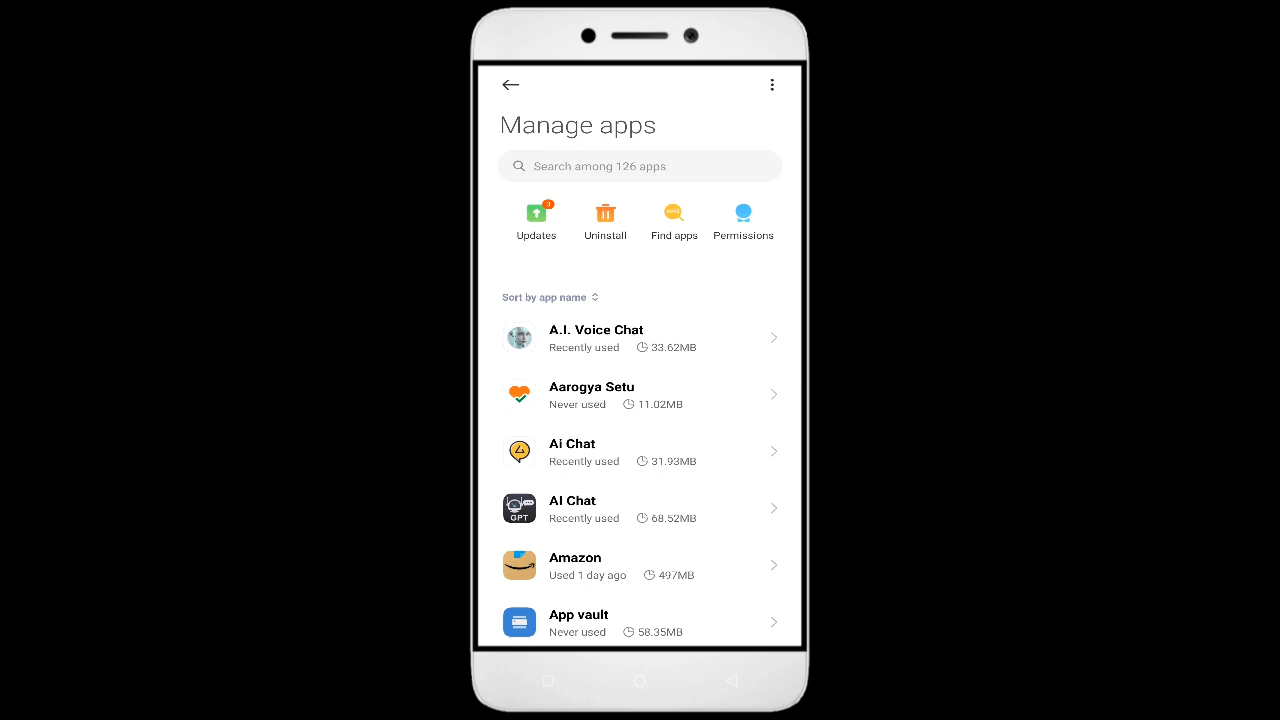 Manage apps
Search among 126 apps
Updates
Uninstall
Find apps
Permissions
Sort by app name
A.I. Voice Chat
Recently used 33.62MB
Aarogya Setu
Never used 11.02MB
Ai Chat
Recently used 31.93MB
AI Chat
GPT
Recently used 68.52MB
Amazon
Used 1 day ago 497MB
App vault
Never used 58.35MB